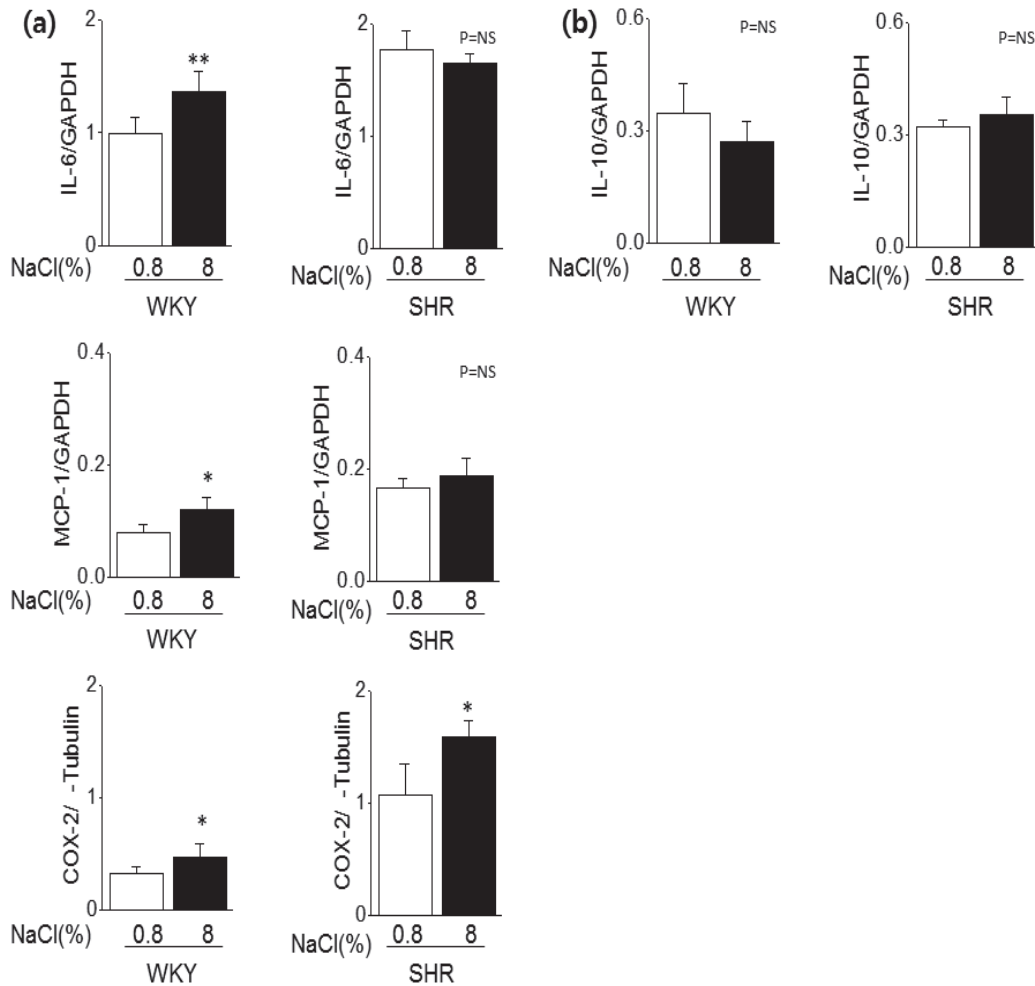 (a)
IL-6/GAPDH
2
1
0
**
NaCl(%) 0.8 8
WKY
IL-6/GAPDH
2
1
0
P=NS
NaCl(%) 0.8 8
SHR
(b)
IL-10/GAPDH
0.6
0.3
0.0
P=NS
NaCl(%) 0.8 8
WKY
IL-10/GAPDH
0.6
0.3
0.0
P=NS
NaCl(%) 0.8 8
SHR
MCP-1/GAPDH
0.4
0.2
0.0
*
NaCl(%) 0.8 8
WKY
MCP-1/GAPDH
0.4
0.2
0.0
P=NS
NaCl(%) 0.8 8
SHR
COX-2/ -Tubulin
2
1
0
*
NaCl(%) 0.8 8
WKY
COX-2/ -Tubulin
2
1
0
*
NaCl(%) 0.8 8
SHR